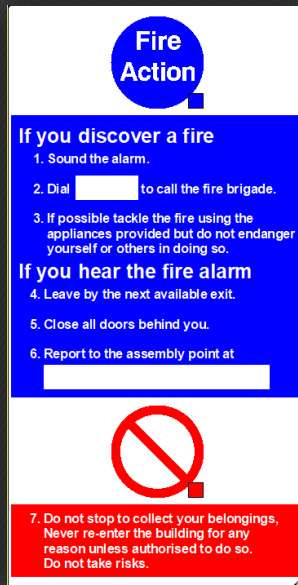 Fire
Action
If you discover a fire
1. Sound the alarm.
2. Dial to call the fire brigade.
3. If possible tackle the fire using the
appliances provided but do not endanger
yourself or others in doing so.
If you hear the fire alarm
4. Leave by the next available exit.
5. Close all doors behind you.
6. Report to the assembly point at
7. Do not stop to collect your belongings,
Never re-enter the building for any
reason unless authorised to do so.
Do not take risks.